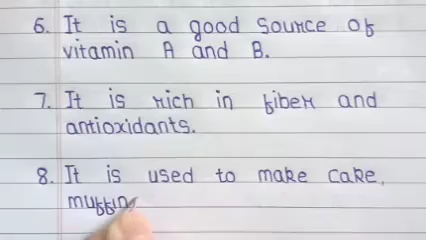 6. It is a good source of
vitamin A and B.
7. It is rich in fiber and
antioxidants.
8. It is used to make cake,
muffin